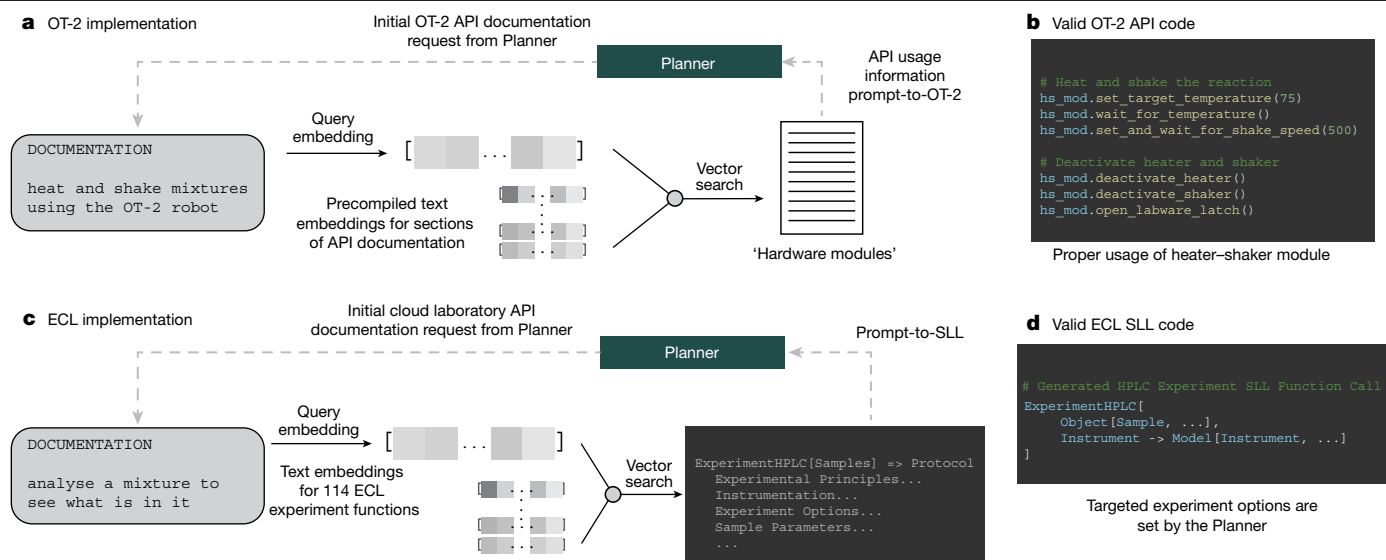 a OT-2 implementation
Initial OT-2 API documentation
request from Planner
Planner
API usage
information
prompt-to-OT-2
DOCUMENTATION
heat and shake mixtures
using the OT-2 robot
Query
embedding
[ ... ]
Precompiled text
embeddings for sections
of API documentation
Vector
search
‘Hardware modules’
b Valid OT-2 API code
# Heat and shake the reaction
hs_mod.set_target_temperature(75)
hs_mod.wait_for_temperature()
hs_mod.set_and_wait_for_shake_speed(500)
# Deactivate heater and shaker
hs_mod.deactivate_heater()
hs_mod.deactivate_shaker()
hs_mod.open_labware_latch()
Proper usage of heater–shaker module
c ECL implementation
Initial cloud laboratory API
documentation request from Planner
Planner
Prompt-to-SLL
DOCUMENTATION
analyse a mixture to
see what is in it
Query
embedding
[ ... ]
Text embeddings
for 114 ECL
experiment functions
Vector
search
ExperimentHPLC[Samples] => Protocol
Experimental Principles...
Instrumentation...
Experiment Options...
Sample Parameters...
...
d Valid ECL SLL code
# Generated HPLC Experiment SLL Function Call
ExperimentHPLC[
Object[Sample, ...],
Instrument -> Model[Instrument, ...]
]
Targeted experiment options are
set by the Planner